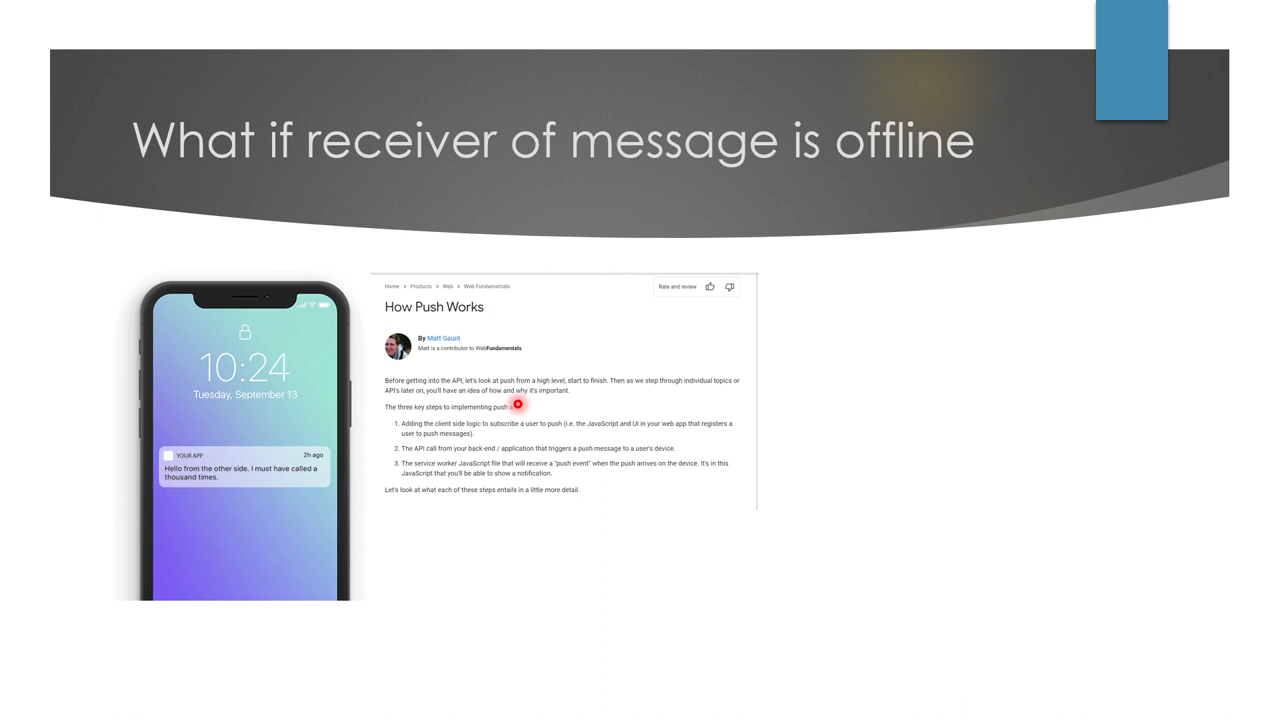 What if receiver of message is offline
10:24
Tuesday, September 13
YOUR APP 2h ago
Hello from the other side. I must have called a
thousand times.
Home > Products > Web > Web Fundamentals
Rate and review
How Push Works
By Matt Gaunt
Matt is a contributor to WebFundamentals
Before getting into the API, let's look at push from a high level, start to finish. Then as we step through individual topics or
API's later on, you'll have an idea of how and why it's important.
The three key steps to implementing push
1. Adding the client side logic to subscribe a user to push (i.e. the JavaScript and UI in your web app that registers a
user to push messages).
2. The API call from your back-end / application that triggers a push message to a user's device.
3. The service worker JavaScript file that will receive a "push event" when the push arrives on the device. It's in this
JavaScript that you'll be able to show a notification.
Let's look at what each of these steps entails in a little more detail.